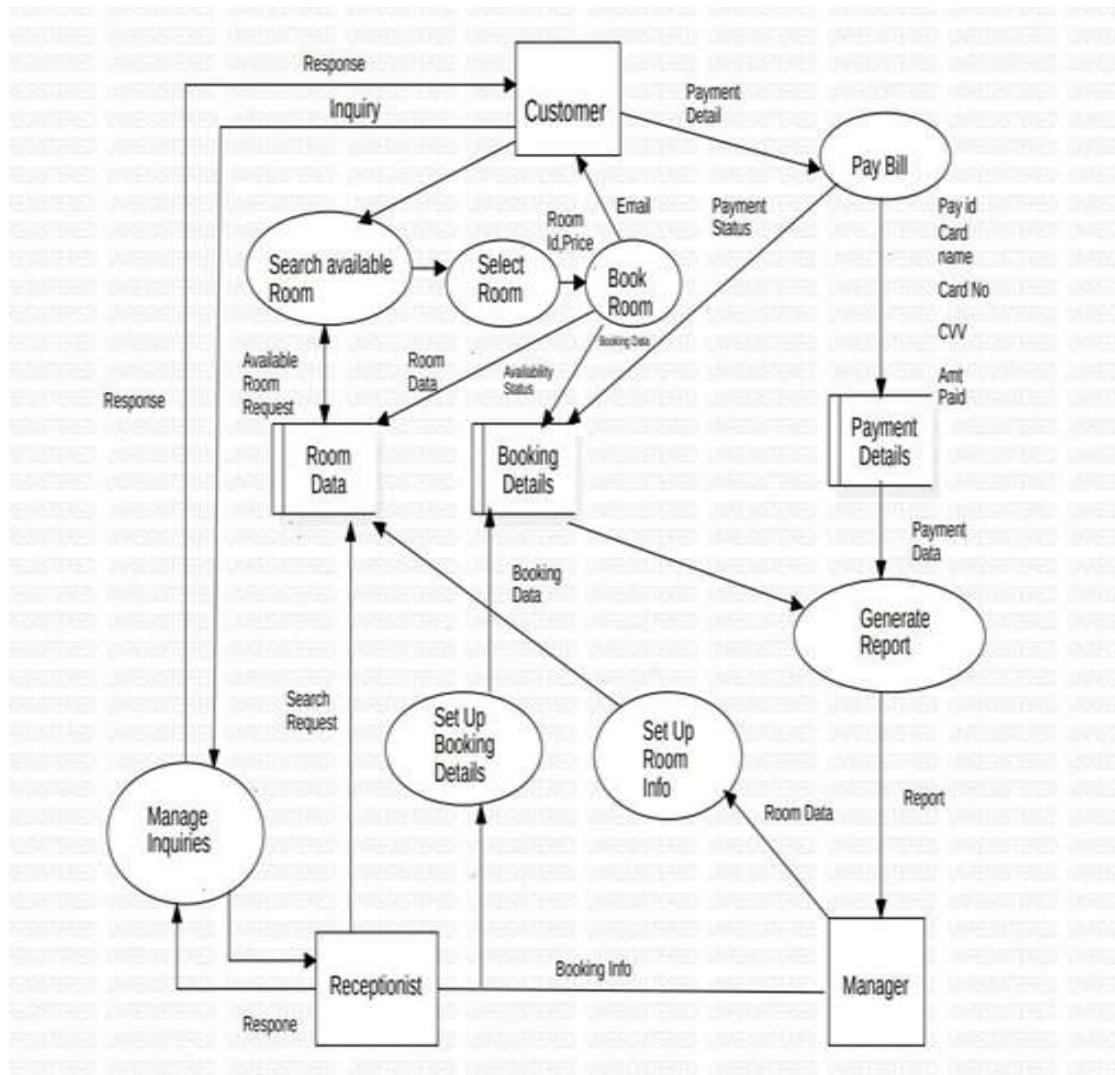 Response
Inquiry
Customer
Payment
Detail
Pay Bill
Search available
Room
Select
Room
Room
Id,Price
Email
Book
Room
Payment
Status
Pay id
Card
name
Card No
CVV
Amt
Paid
Available
Room
Request
Room
Data
Availability
Status
Booking Data
Response
Room
Data
Booking
Details
Payment
Details
Booking
Data
Payment
Data
Generate
Report
Search
Request
Set Up
Booking
Details
Set Up
Room
Info
Room Data
Report
Manage
Inquiries
Receptionist
Booking Info
Manager
Respone